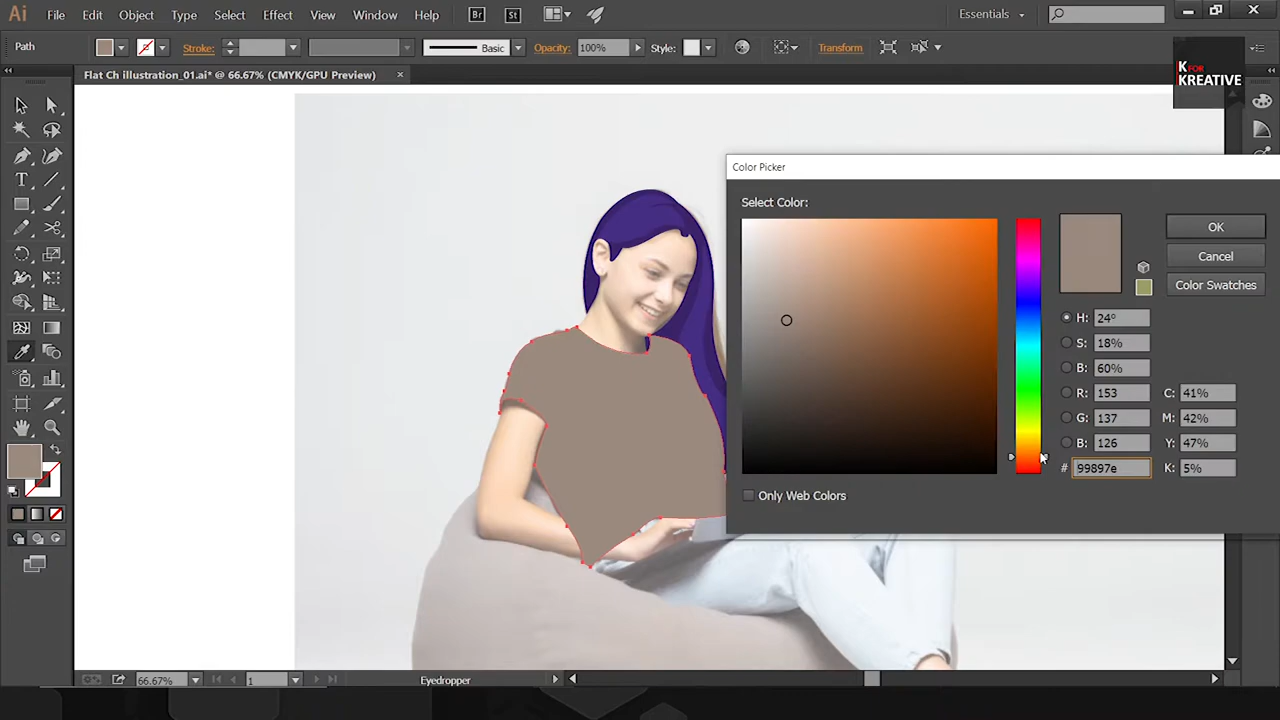 Ai File Edit Object Type Select Effect View Window Help Br St Essentials
Path Stroke: Basic Opacity: 100% Style: Transform
K FOR
KREATIVE
Flat Ch illustration_01.ai* @ 66.67% (CMYK/GPU Preview) ×
Color Picker
Select Color:
OK
Cancel
Color Swatches
H: 24°
S: 18%
B: 60%
R: 153 C: 41%
G: 137 M: 42%
B: 126 Y: 47%
# 99897e K: 5%
Only Web Colors
T
66.67% 1 Eyedropper